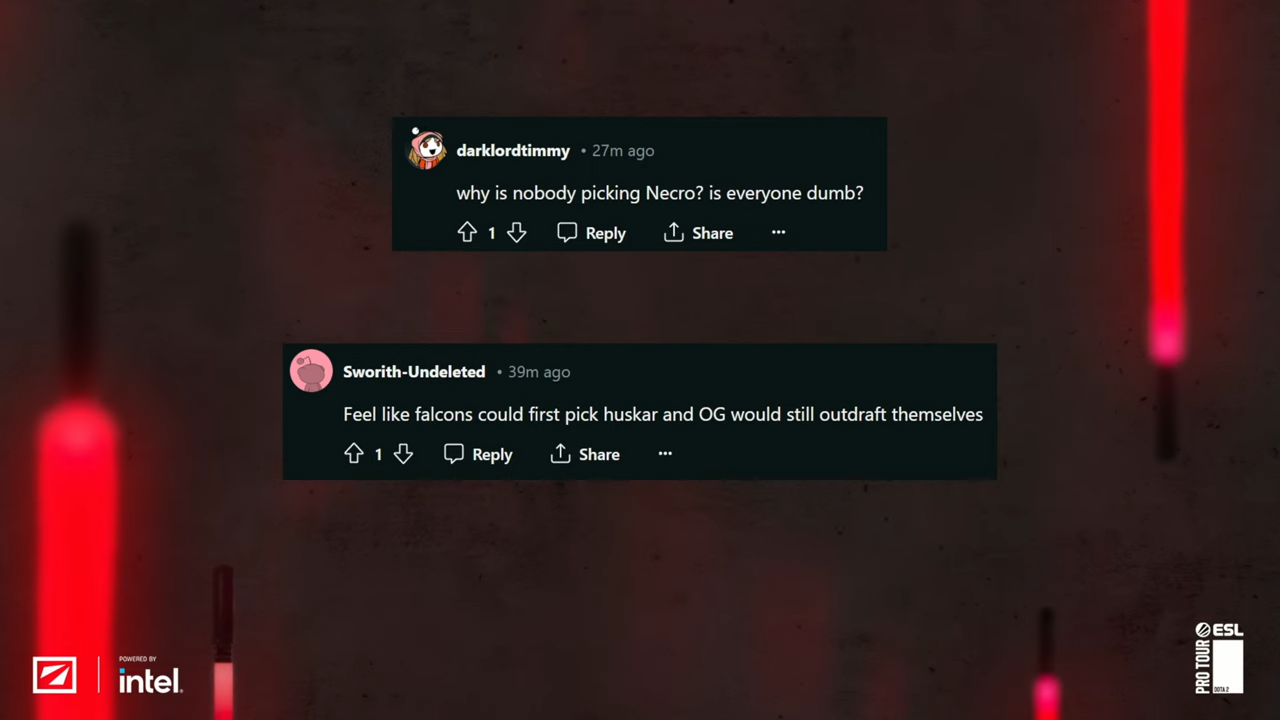 darklordtimmy • 27m ago
why is nobody picking Necro? is everyone dumb?
1 Reply Share ...
Sworith-Undeleted • 39m ago
Feel like falcons could first pick huskar and OG would still outdraft themselves
1 Reply Share ...
POWERED BY
intel.
ESL
PRO TOUR
DOTA 2